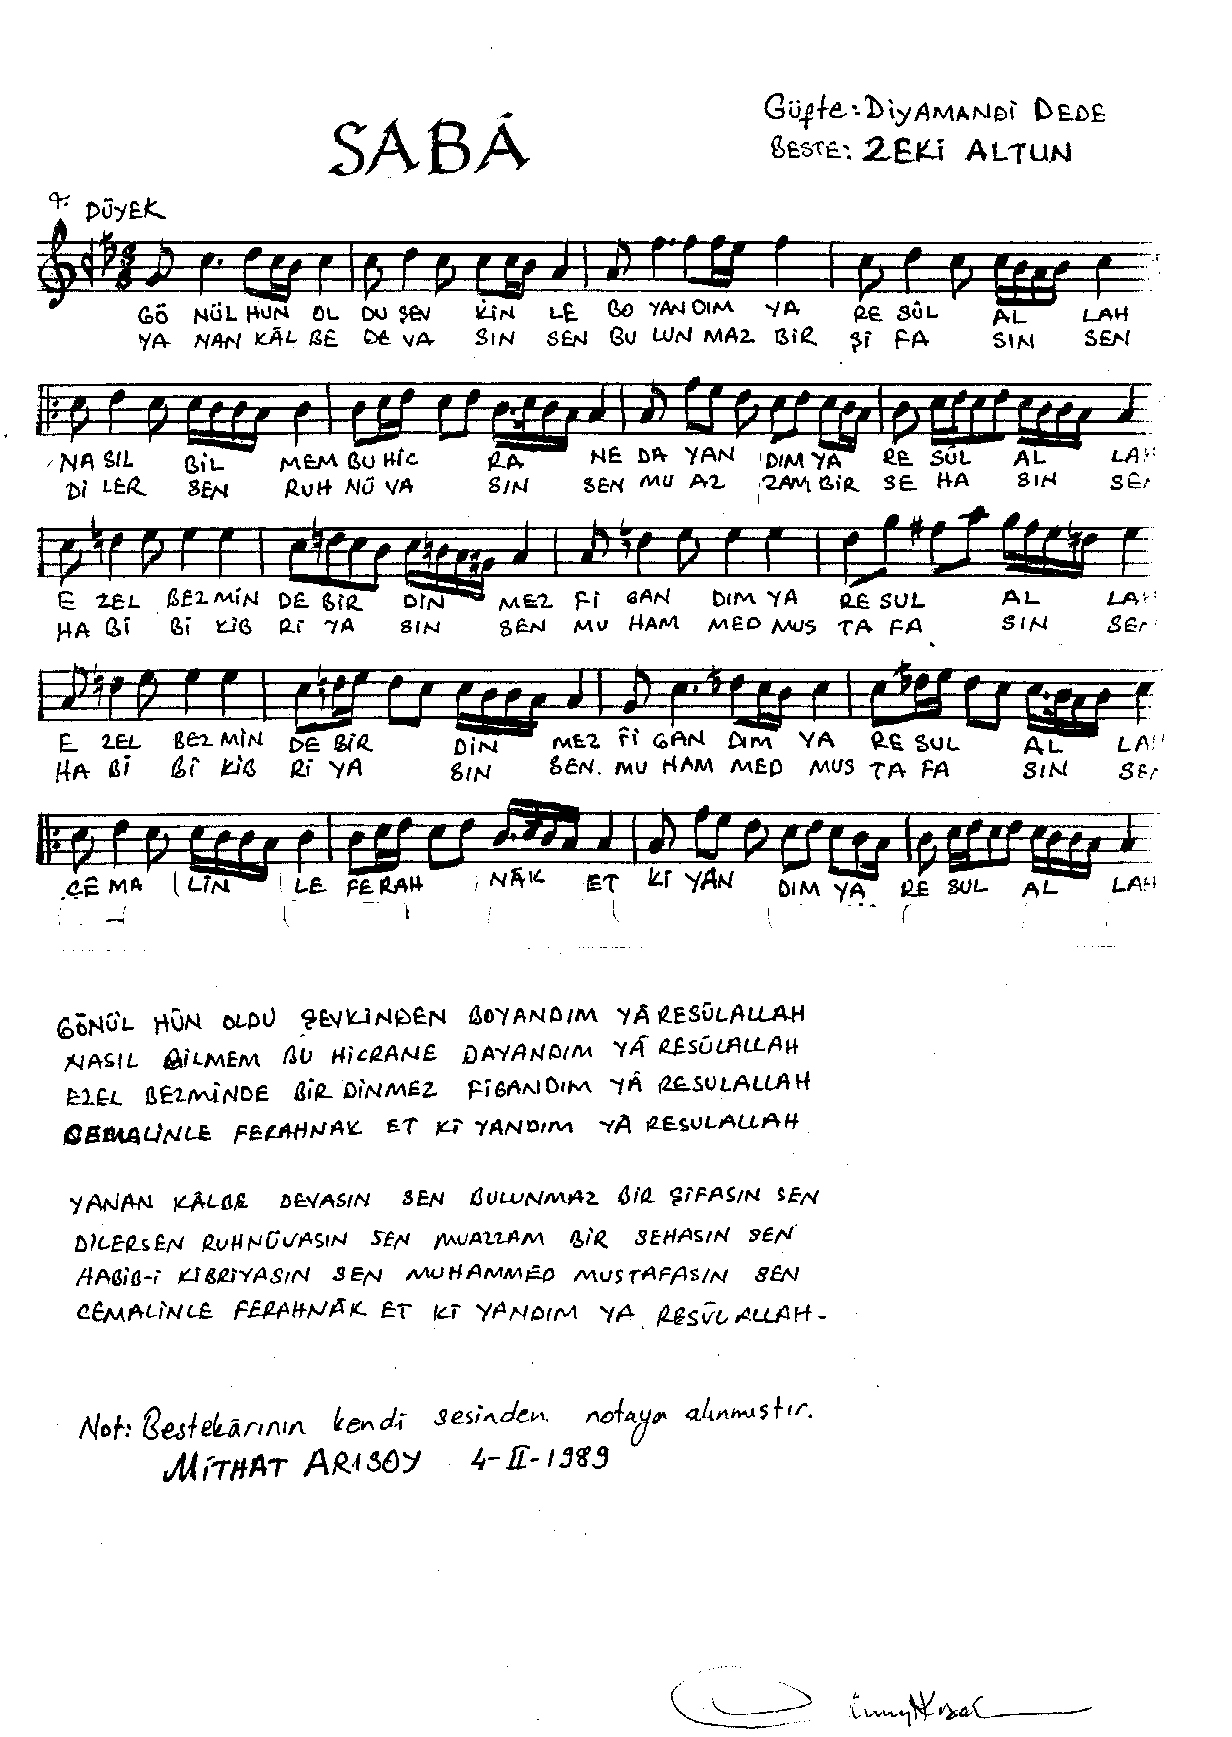 Güfte: DİYAMANDİ DEDE
SABÂ
BESTE: ZEKİ ALTUN
DÜYEK
GÖ NÜL HUN OL DU ŞEV KİN LE BO YAN DIM YA RE SÛL AL LAH
YA NAN KÂL BE DE VA SIN SEN BU LUN MAZ BİR Şİ FA SIN SEN
NA SIL BİL MEM BU HİC RA NE DA YAN DIM YA RE SÛL AL LAH
Dİ LER SEN RUH NÜ VA SIN SEN MU AZ ZAM BİR SE HA SIN SEN
E ZEL BEZ MİN DE BİR DİN MEZ Fİ GAN DIM YA RE SUL AL LAH
HA Bİ Bİ KİB Rİ YA SIN SEN MU HAM MED MUS TA FA SIN SEN
E ZEL BEZ MİN DE BİR DİN MEZ Fİ GAN DIM YA RE SUL AL LAH
HA Bİ Bİ KİB Rİ YA SIN SEN. MU HAM MED MUS TA FA SIN SEN
CE MA LİN LE FE RAH NÂK ET Kİ YAN DIM YA RE SUL AL LAH
GÖNÜL HÛN OLDU ŞEVKİNDEN BOYANDIM YÂ RESÛLALLAH
NASIL BİLMEM BU HİCRANE DAYANDIM YÂ RESÛLALLAH
EZEL BEZMİNDE BİR DİNMEZ FİGANDIM YÂ RESULALLAH
CEMALİNLE FERAHNAK ET Kİ YANDIM YÂ RESULALLAH
YANAN KÂLBE DEVASIN SEN BULUNMAZ BİR ŞİFASIN SEN
DİLERSEN RUHNÜVASIN SEN MUAZZAM BİR SEHASIN SEN
HABİB-İ KİBRİYASIN SEN MUHAMMED MUSTAFASIN SEN
CEMALİNLE FERAHNÂK ET Kİ YANDIM YA RESÛLALLAH-
Not: Bestekârının kendi sesinden notaya alınmıştır.
MİTHAT ARISOY 4-II-1989